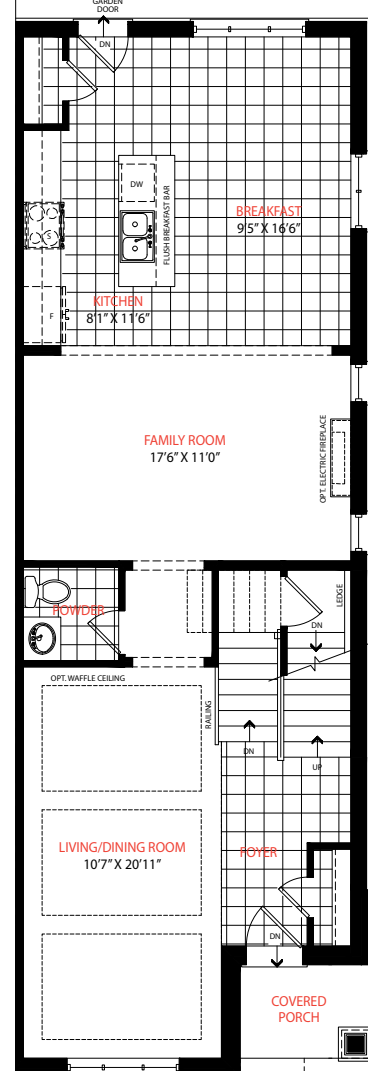 GARDEN
DOOR
DN
DW
FLUSH BREAKFAST BAR
BREAKFAST
9'5" X 16'6"
S
KITCHEN
8'1" X 11'6"
F
FAMILY ROOM
17'6" X 11'0"
OPT. ELECTRIC FIREPLACE
POWDER
LEDGE
DN
OPT. WAFFLE CEILING
RAILING
DN
UP
LIVING/DINING ROOM
10'7" X 20'11"
FOYER
DN
COVERED
PORCH